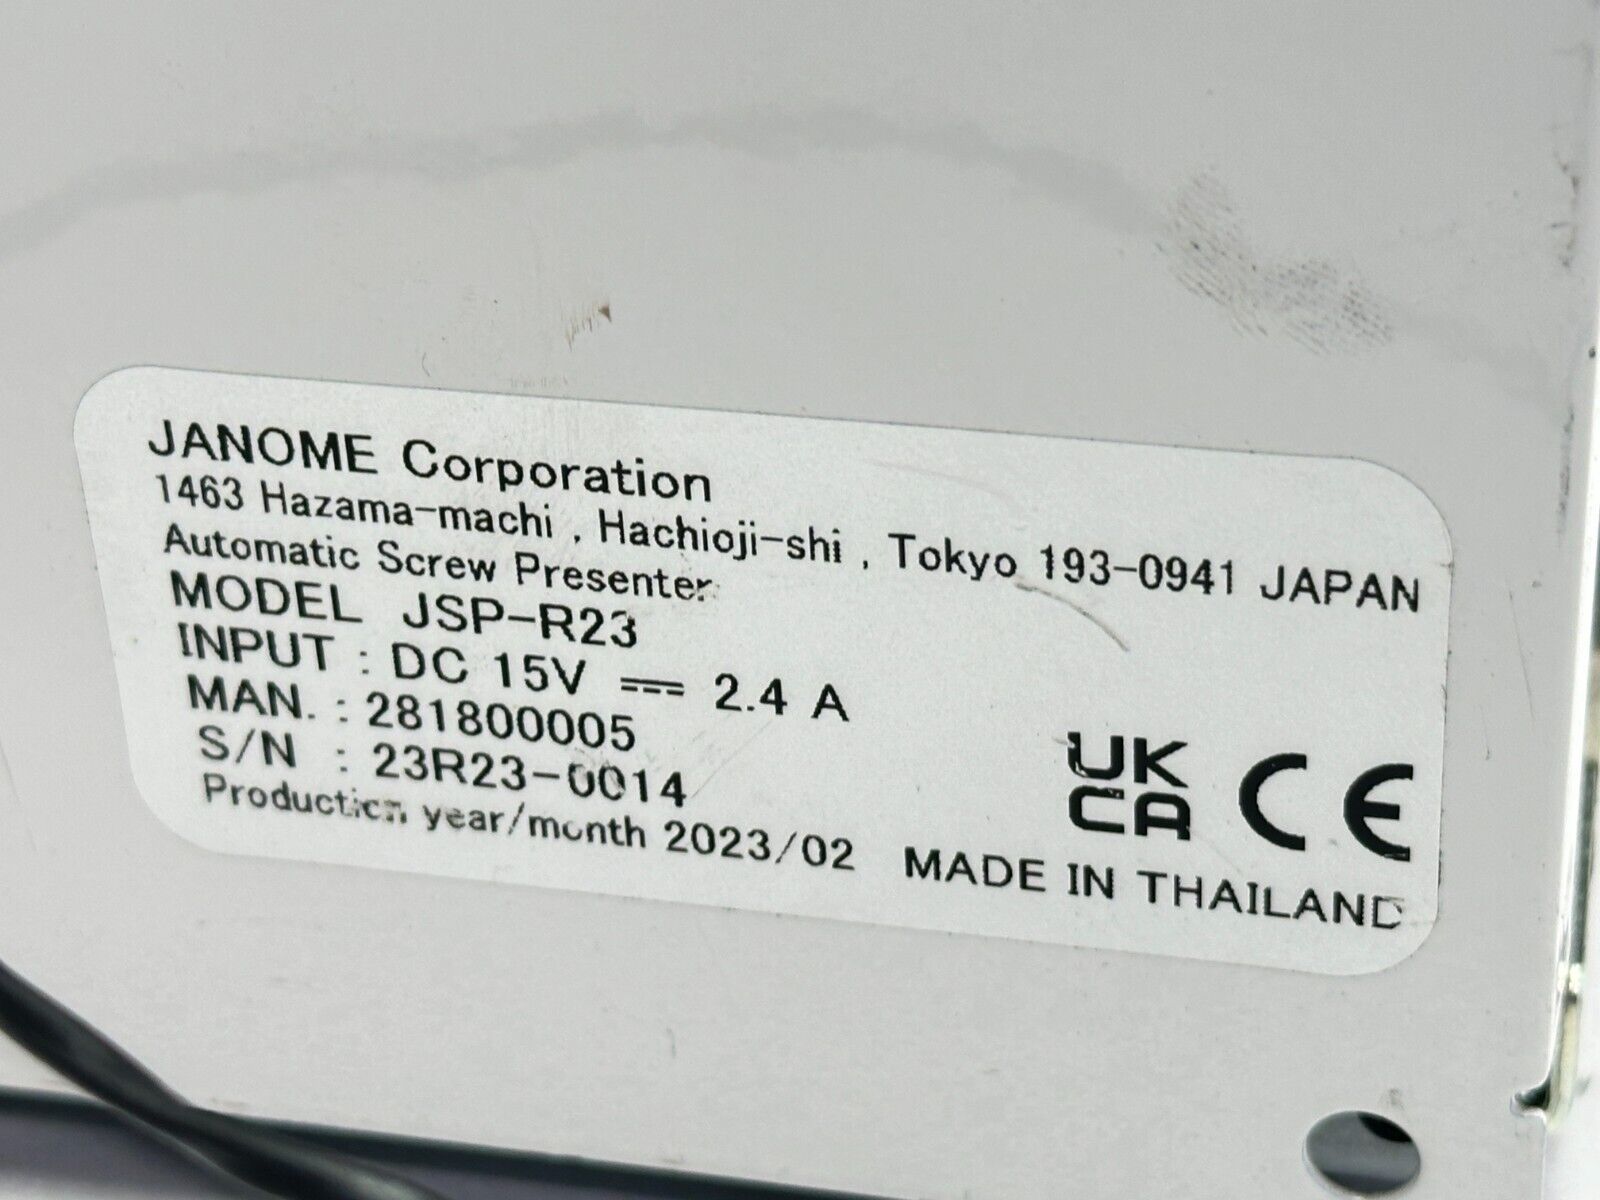 JANOME Corporation
1463 Hazama-machi , Hachioji-shi , Tokyo 193-0941 JAPAN
Automatic Screw Presenter
MODEL JSP-R23
INPUT : DC 15V ⎓ 2.4 A
MAN. : 281800005
S/N : 23R23-0014
Production year/month 2023/02
UK
CA
CE
MADE IN THAILAND